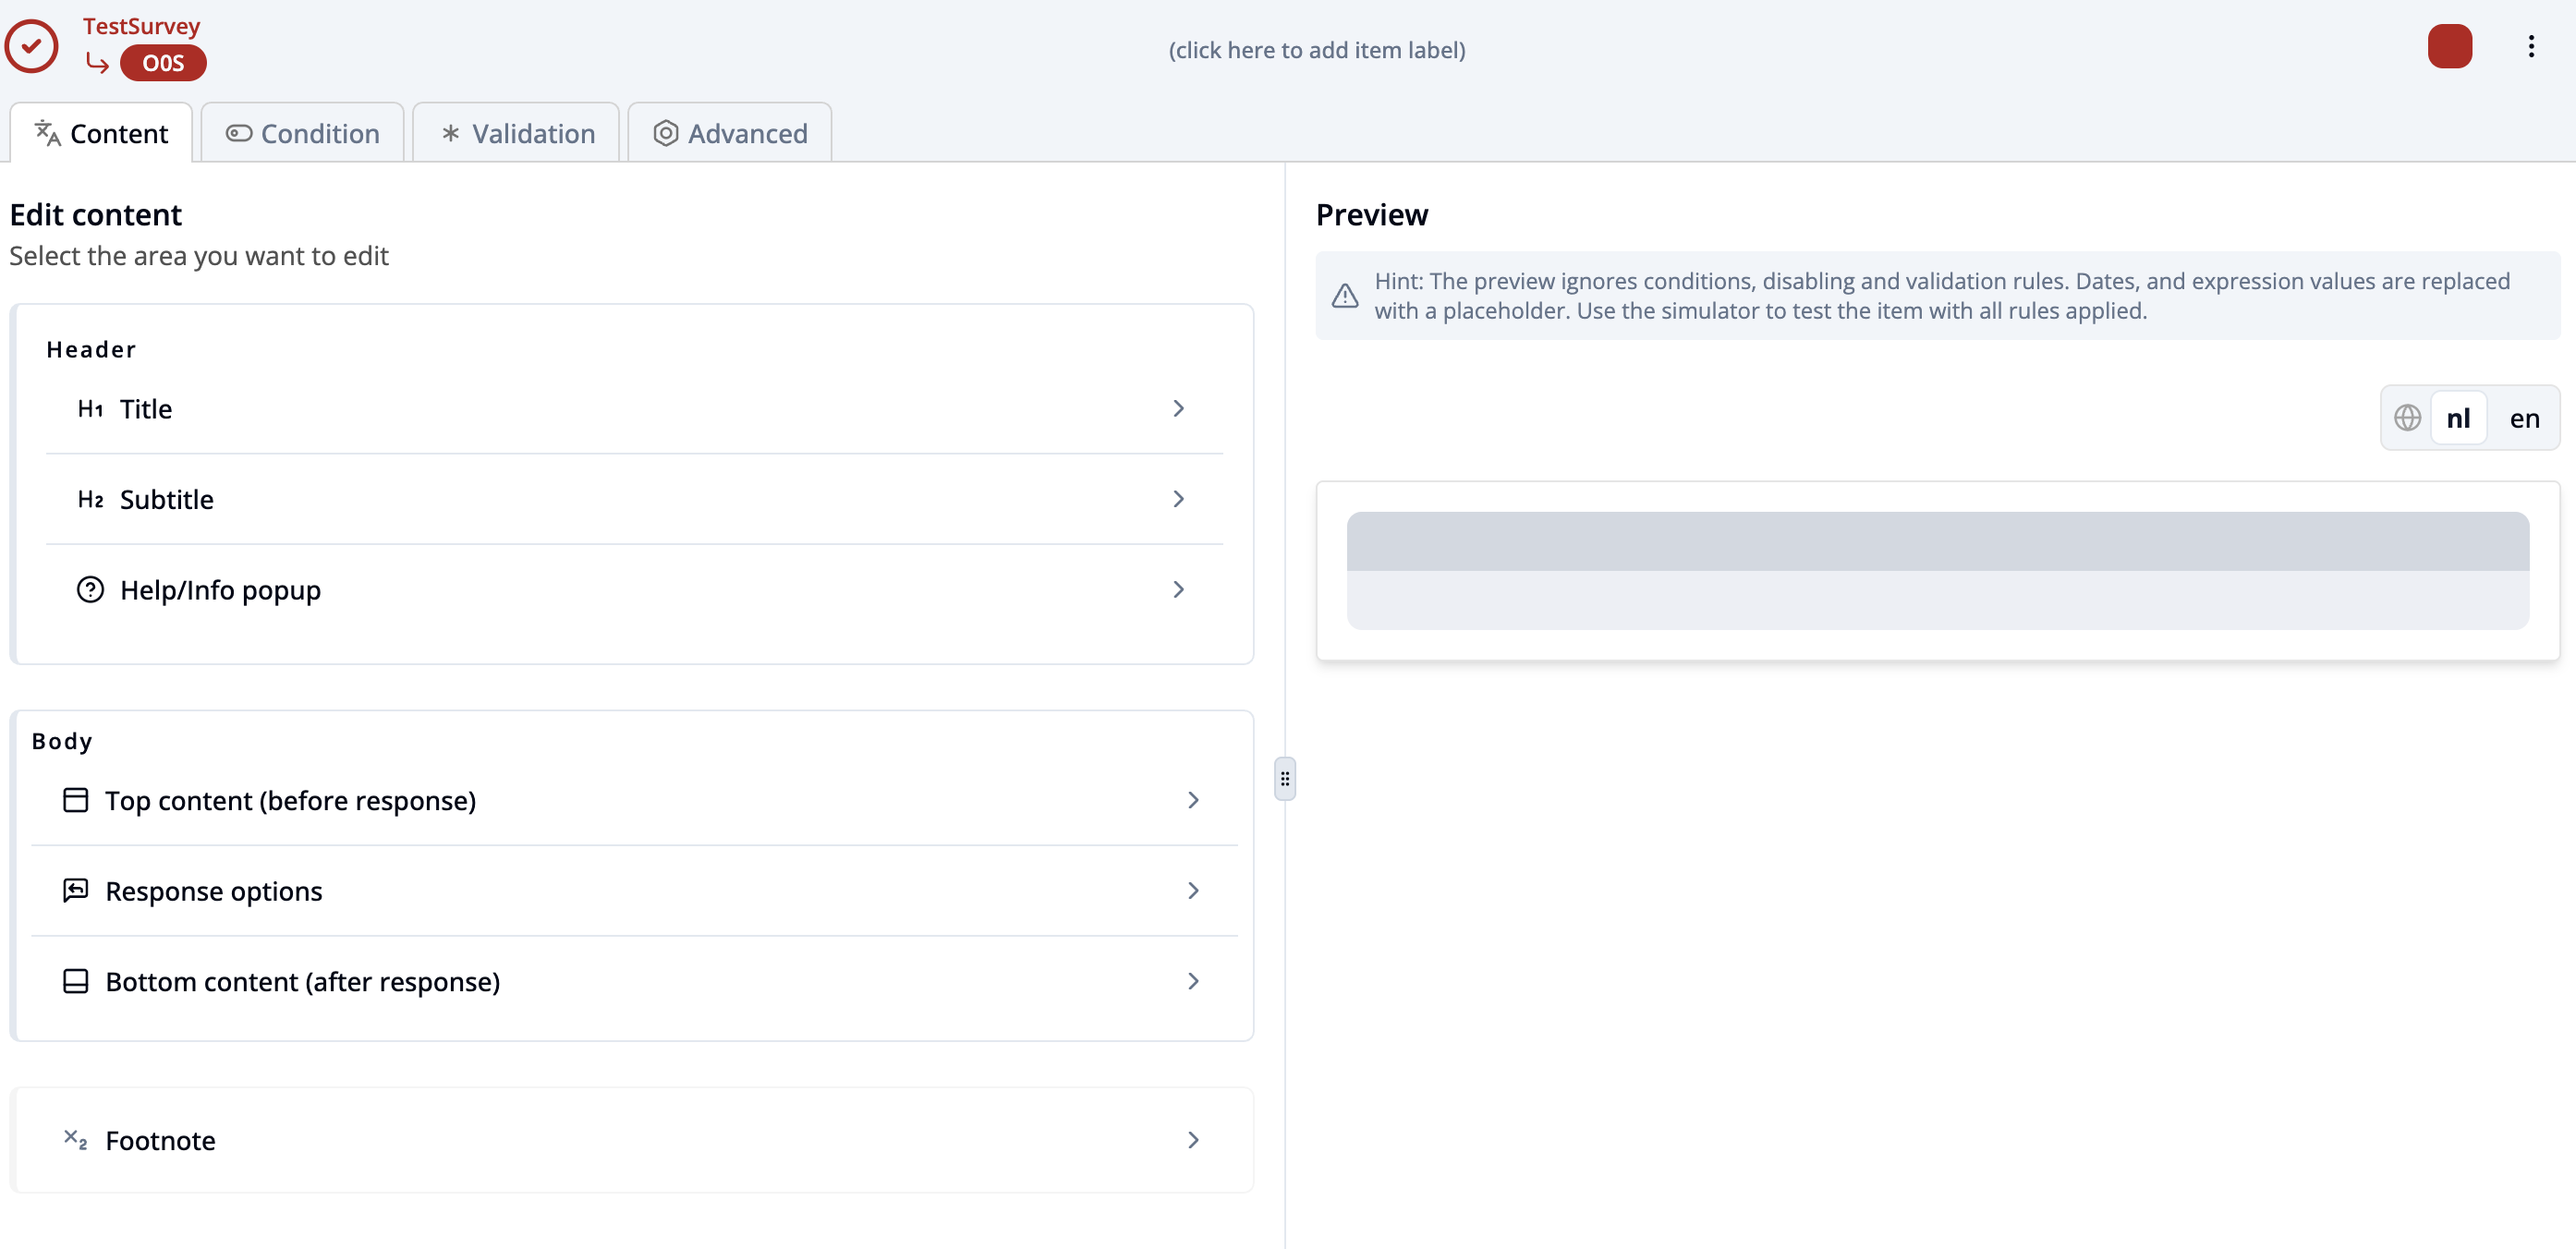 TestSurvey
O0S
(click here to add item label)
Content
Condition
Validation
Advanced
Edit content
Select the area you want to edit
Header
H1 Title
H2 Subtitle
Help/Info popup
Body
Top content (before response)
Response options
Bottom content (after response)
x2 Footnote
Preview
Hint: The preview ignores conditions, disabling and validation rules. Dates, and expression values are replaced
with a placeholder. Use the simulator to test the item with all rules applied.
nl en